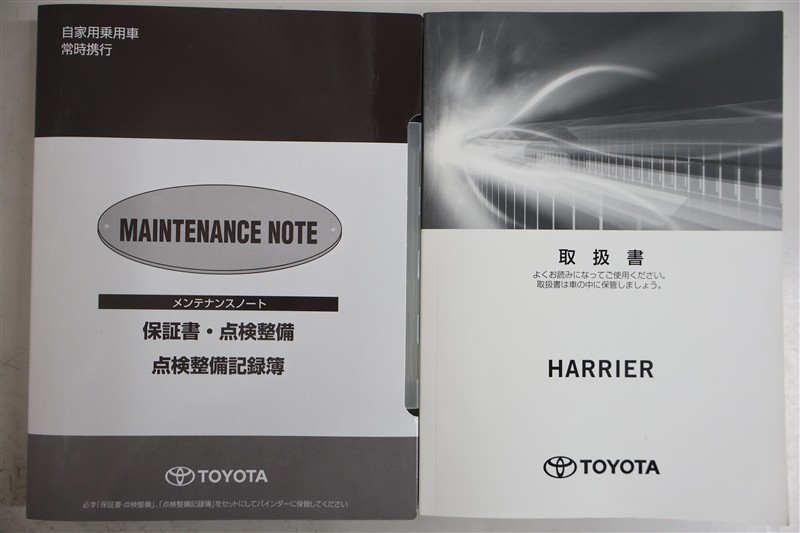 自家用乗用車
常時携行
MAINTENANCE NOTE
メンテナンスノート
保証書・点検整備
点検整備記録簿
TOYOTA
必ず「保証書・点検整備」、「点検整備記録簿」をセットにしてバインダーに保管してください
取扱書
よくお読みになってご使用ください。
取扱書は車の中に保管しましょう。
HARRIER
TOYOTA